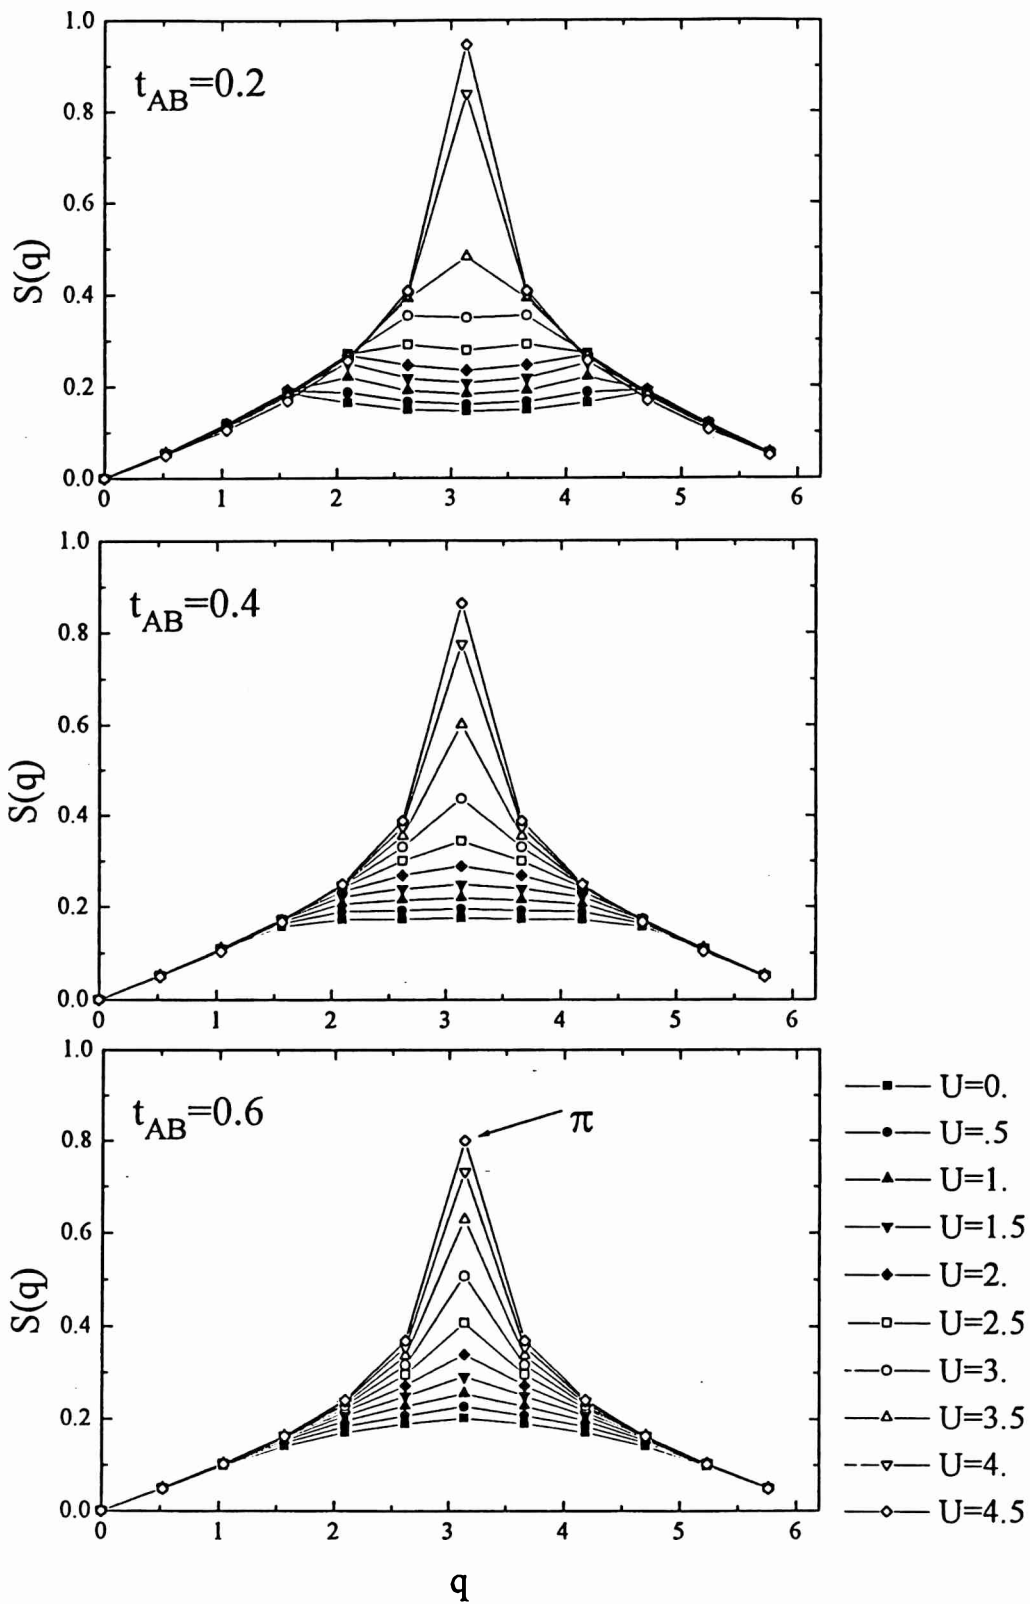 1.0
t_AB=0.2
0.8
0.6
S(q)
0.4
0.2
0.0
0 1 2 3 4 5 6
1.0
t_AB=0.4
0.8
0.6
S(q)
0.4
0.2
0.0
0 1 2 3 4 5 6
1.0
t_AB=0.6
π
0.8
0.6
S(q)
0.4
0.2
0.0
0 1 2 3 4 5 6
q
U=0.
U=.5
U=1.
U=1.5
U=2.
U=2.5
U=3.
U=3.5
U=4.
U=4.5